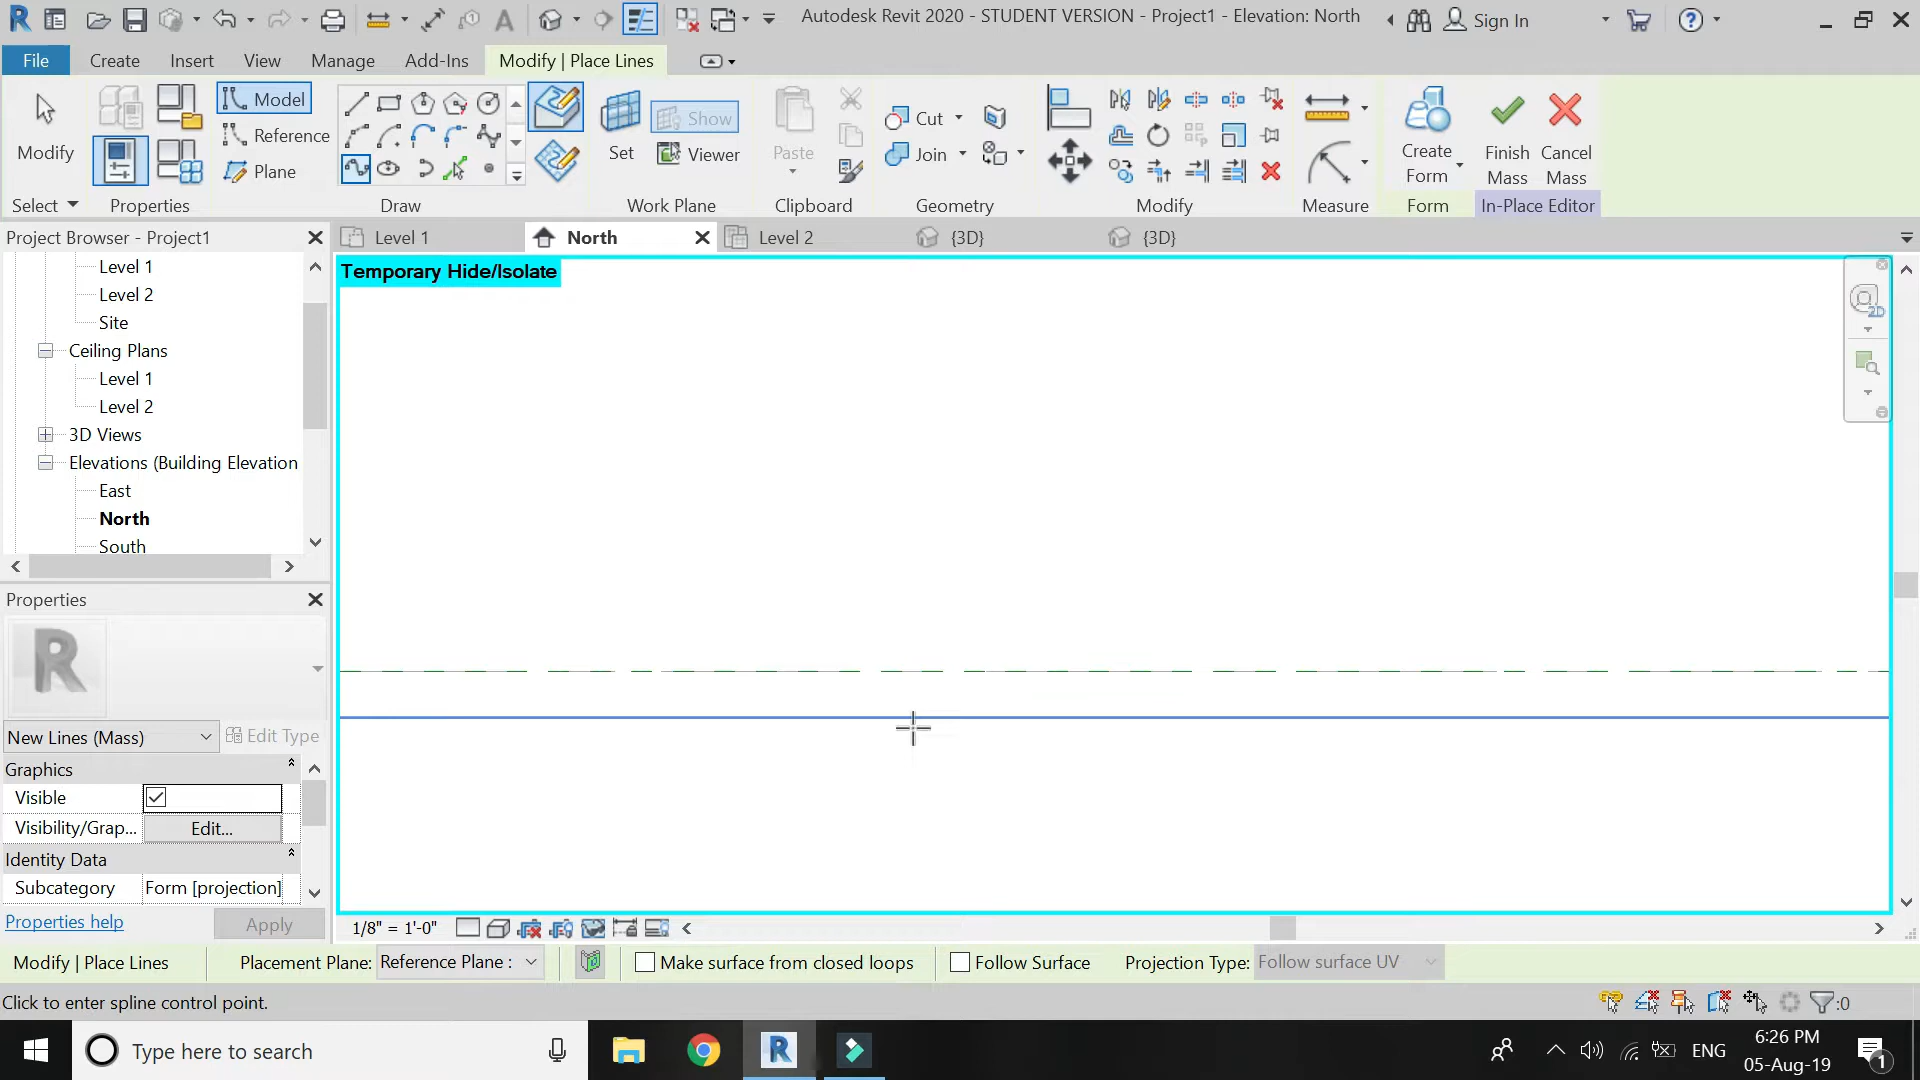 Autodesk Revit 2020 - STUDENT VERSION - Project1 - Elevation: North
Sign In
File
Create
Insert
View
Manage
Add-Ins
Modify | Place Lines
Modify
Model
Reference
Plane
Set
Show
Viewer
Paste
Cut
Join
Create Form
Finish Mass
Cancel Mass
Select
Properties
Draw
Work Plane
Clipboard
Geometry
Modify
Measure
Form
In-Place Editor
Project Browser - Project1
Level 1
North
Level 2
{3D}
{3D}
Temporary Hide/Isolate
Level 1
Level 2
Site
Ceiling Plans
Level 1
Level 2
3D Views
Elevations (Building Elevation
East
North
South
Properties
New Lines (Mass)
Edit Type
Graphics
Visible
Visibility/Grap...
Edit...
Identity Data
Subcategory
Form [projection]
Properties help
Apply
1/8" = 1'-0"
Modify | Place Lines
Placement Plane:
Reference Plane :
Make surface from closed loops
Follow Surface
Projection Type:
Follow surface UV
Click to enter spline control point.
:0
Type here to search
ENG
6:26 PM
05-Aug-19
1